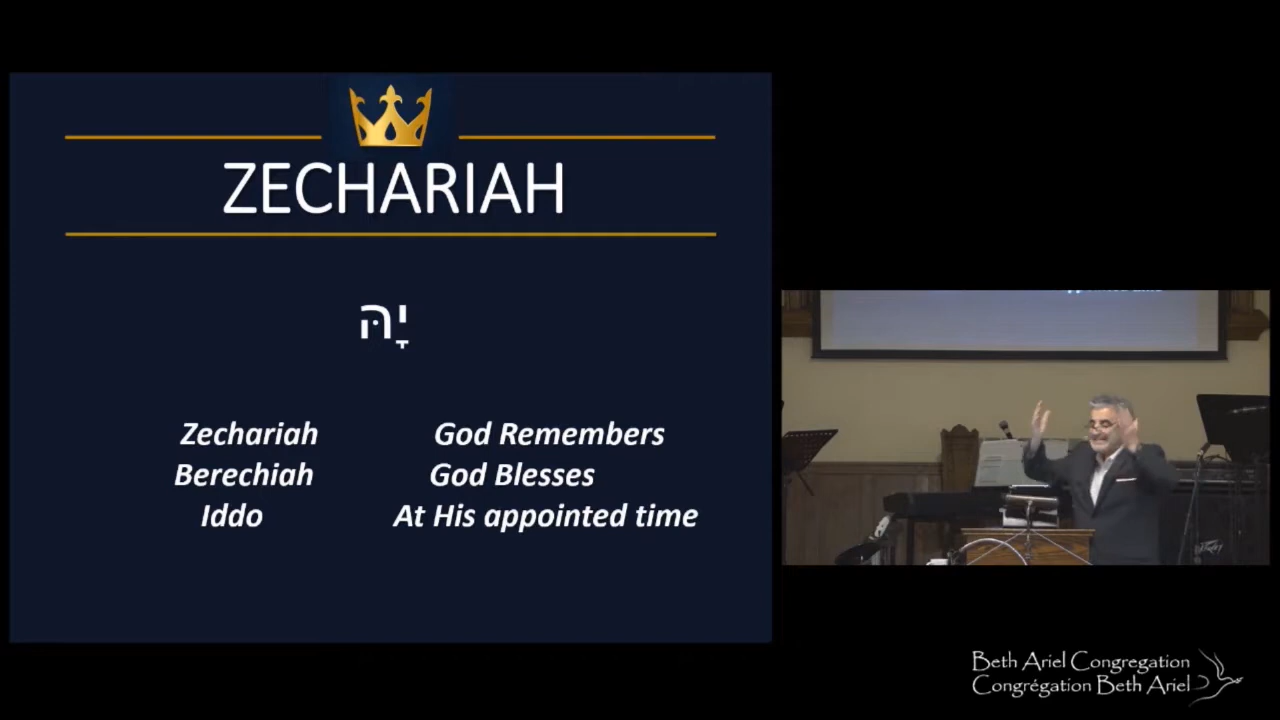 ZECHARIAH
יָהּ
Zechariah God Remembers
Berechiah God Blesses
Iddo At His appointed time
Beth Ariel Congregation
Congrégation Beth Ariel